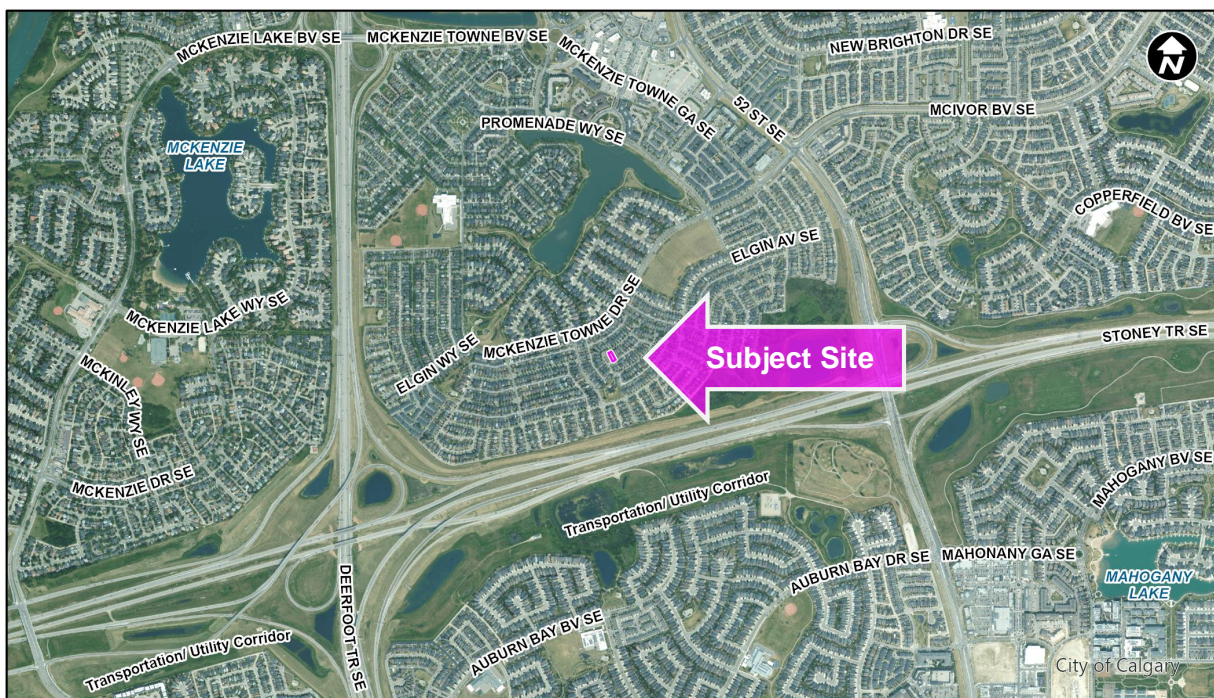 MCKENZIE LAKE BV SE
MCKENZIE TOWNE BV SE
NEW BRIGHTON DR SE
N
MCKENZIE TOWNE GA SE
52 ST SE
MCIVOR BV SE
PROMENADE WY SE
MCKENZIE
LAKE
COPPERFIELD BV SE
ELGIN AV SE
MCKENZIE LAKE WY SE
MCKENZIE TOWNE DR SE
STONEY TR SE
ELGIN WY SE
Subject Site
MCKINLEY WY SE
MCKENZIE DR SE
MAHOGANY BV SE
Transportation/ Utility Corridor
AUBURN BAY DR SE
MAHONANY GA SE
MAHOGANY
LAKE
DEERFOOT TR SE
AUBURN BAY BV SE
Transportation/ Utility Corridor
City of Calgary